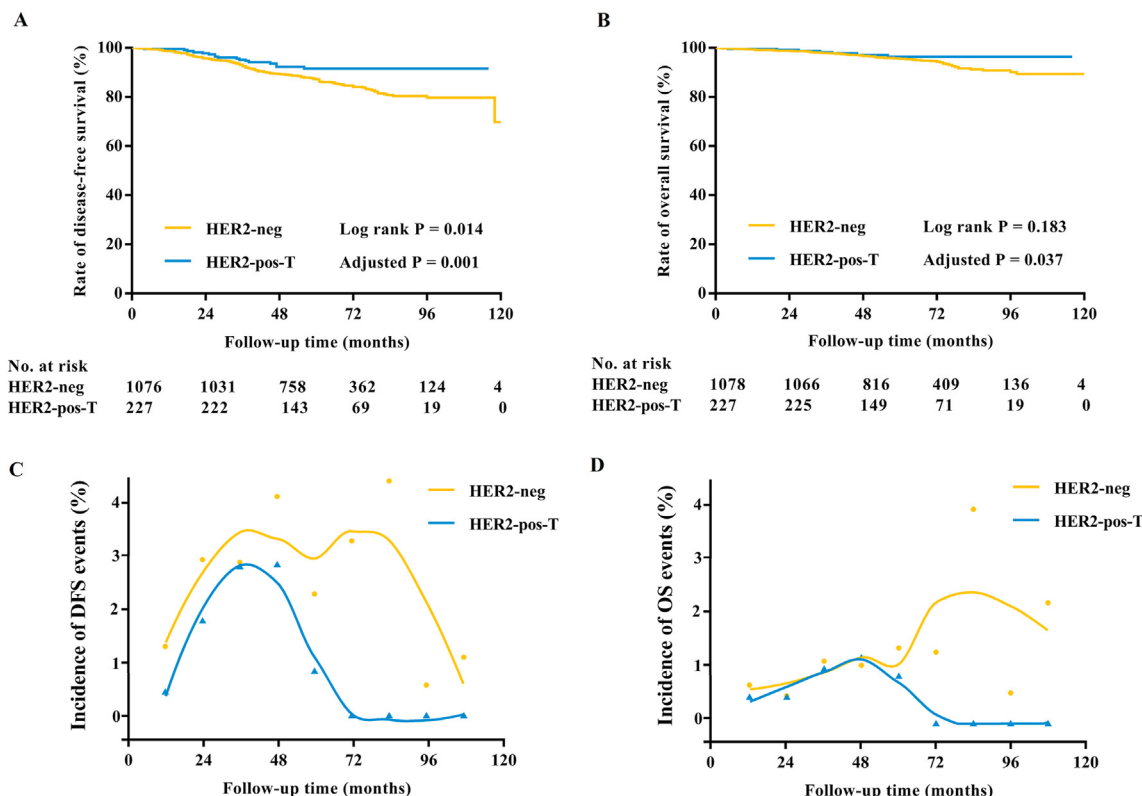 A
Rate of disease-free survival (%)
100
80
60
40
20
0
HER2-neg Log rank P = 0.014
HER2-pos-T Adjusted P = 0.001
0 24 48 72 96 120
Follow-up time (months)
No. at risk
HER2-neg 1076 1031 758 362 124 4
HER2-pos-T 227 222 143 69 19 0
B
Rate of overall survival (%)
100
80
60
40
20
0
HER2-neg Log rank P = 0.183
HER2-pos-T Adjusted P = 0.037
0 24 48 72 96 120
Follow-up time (months)
No. at risk
HER2-neg 1078 1066 816 409 136 4
HER2-pos-T 227 225 149 71 19 0
C
Incidence of DFS events (%)
4
3
2
1
0
HER2-neg
HER2-pos-T
0 24 48 72 96 120
Follow-up time (months)
D
Incidence of OS events (%)
4
3
2
1
0
HER2-neg
HER2-pos-T
0 24 48 72 96 120
Follow-up time (months)